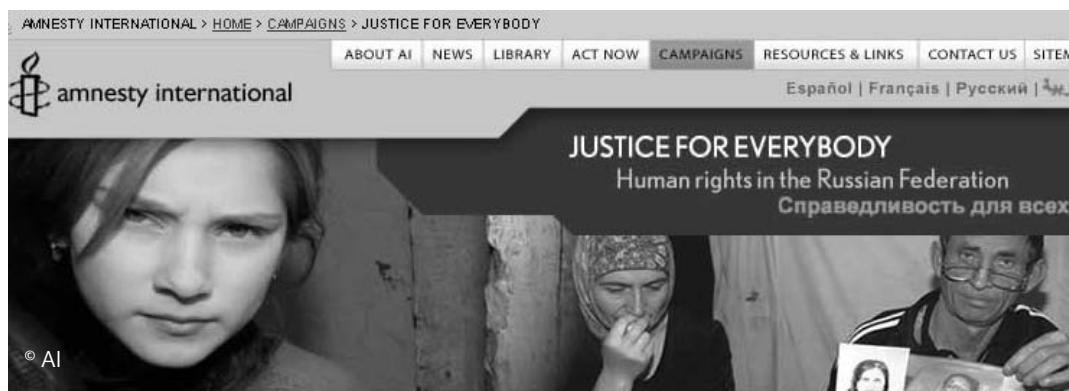 AMNESTY INTERNATIONAL > HOME > CAMPAIGNS > JUSTICE FOR EVERYBODY
ABOUT AI NEWS LIBRARY ACT NOW CAMPAIGNS RESOURCES & LINKS CONTACT US SITEM
amnesty international
Español | Français | Русский |
JUSTICE FOR EVERYBODY
Human rights in the Russian Federation
Справедливость для всех
© AI